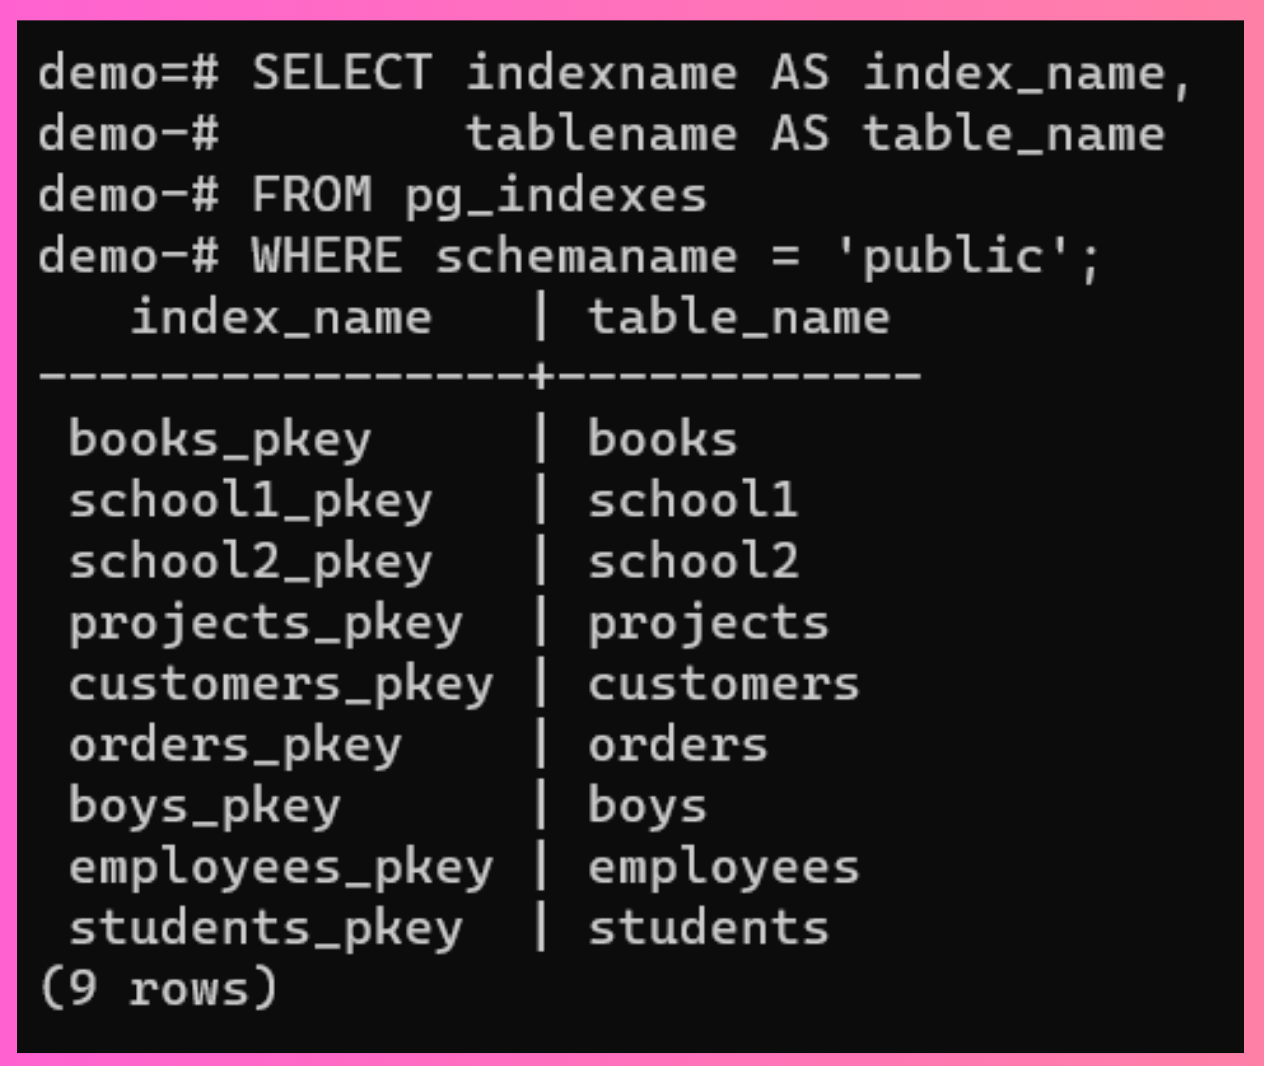 demo=# SELECT indexname AS index_name,
demo-#        tablename AS table_name
demo-# FROM pg_indexes
demo-# WHERE schemaname = 'public';
   index_name   | table_name
----------------+------------
 books_pkey     | books
 school1_pkey   | school1
 school2_pkey   | school2
 projects_pkey  | projects
 customers_pkey | customers
 orders_pkey    | orders
 boys_pkey      | boys
 employees_pkey | employees
 students_pkey  | students
(9 rows)